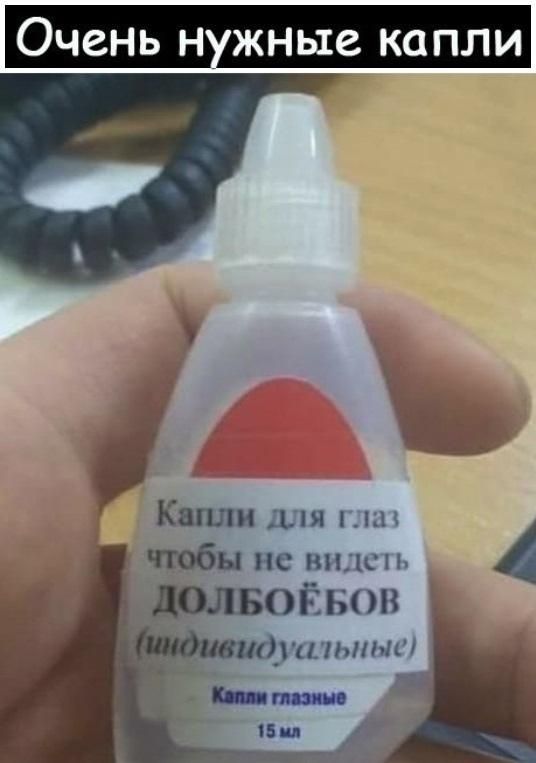 Очень нужные капли
Капли для глаз
чтобы не видеть
ДОЛБОЁБОВ
(индивидуальные)
Капли глазные
15 мл